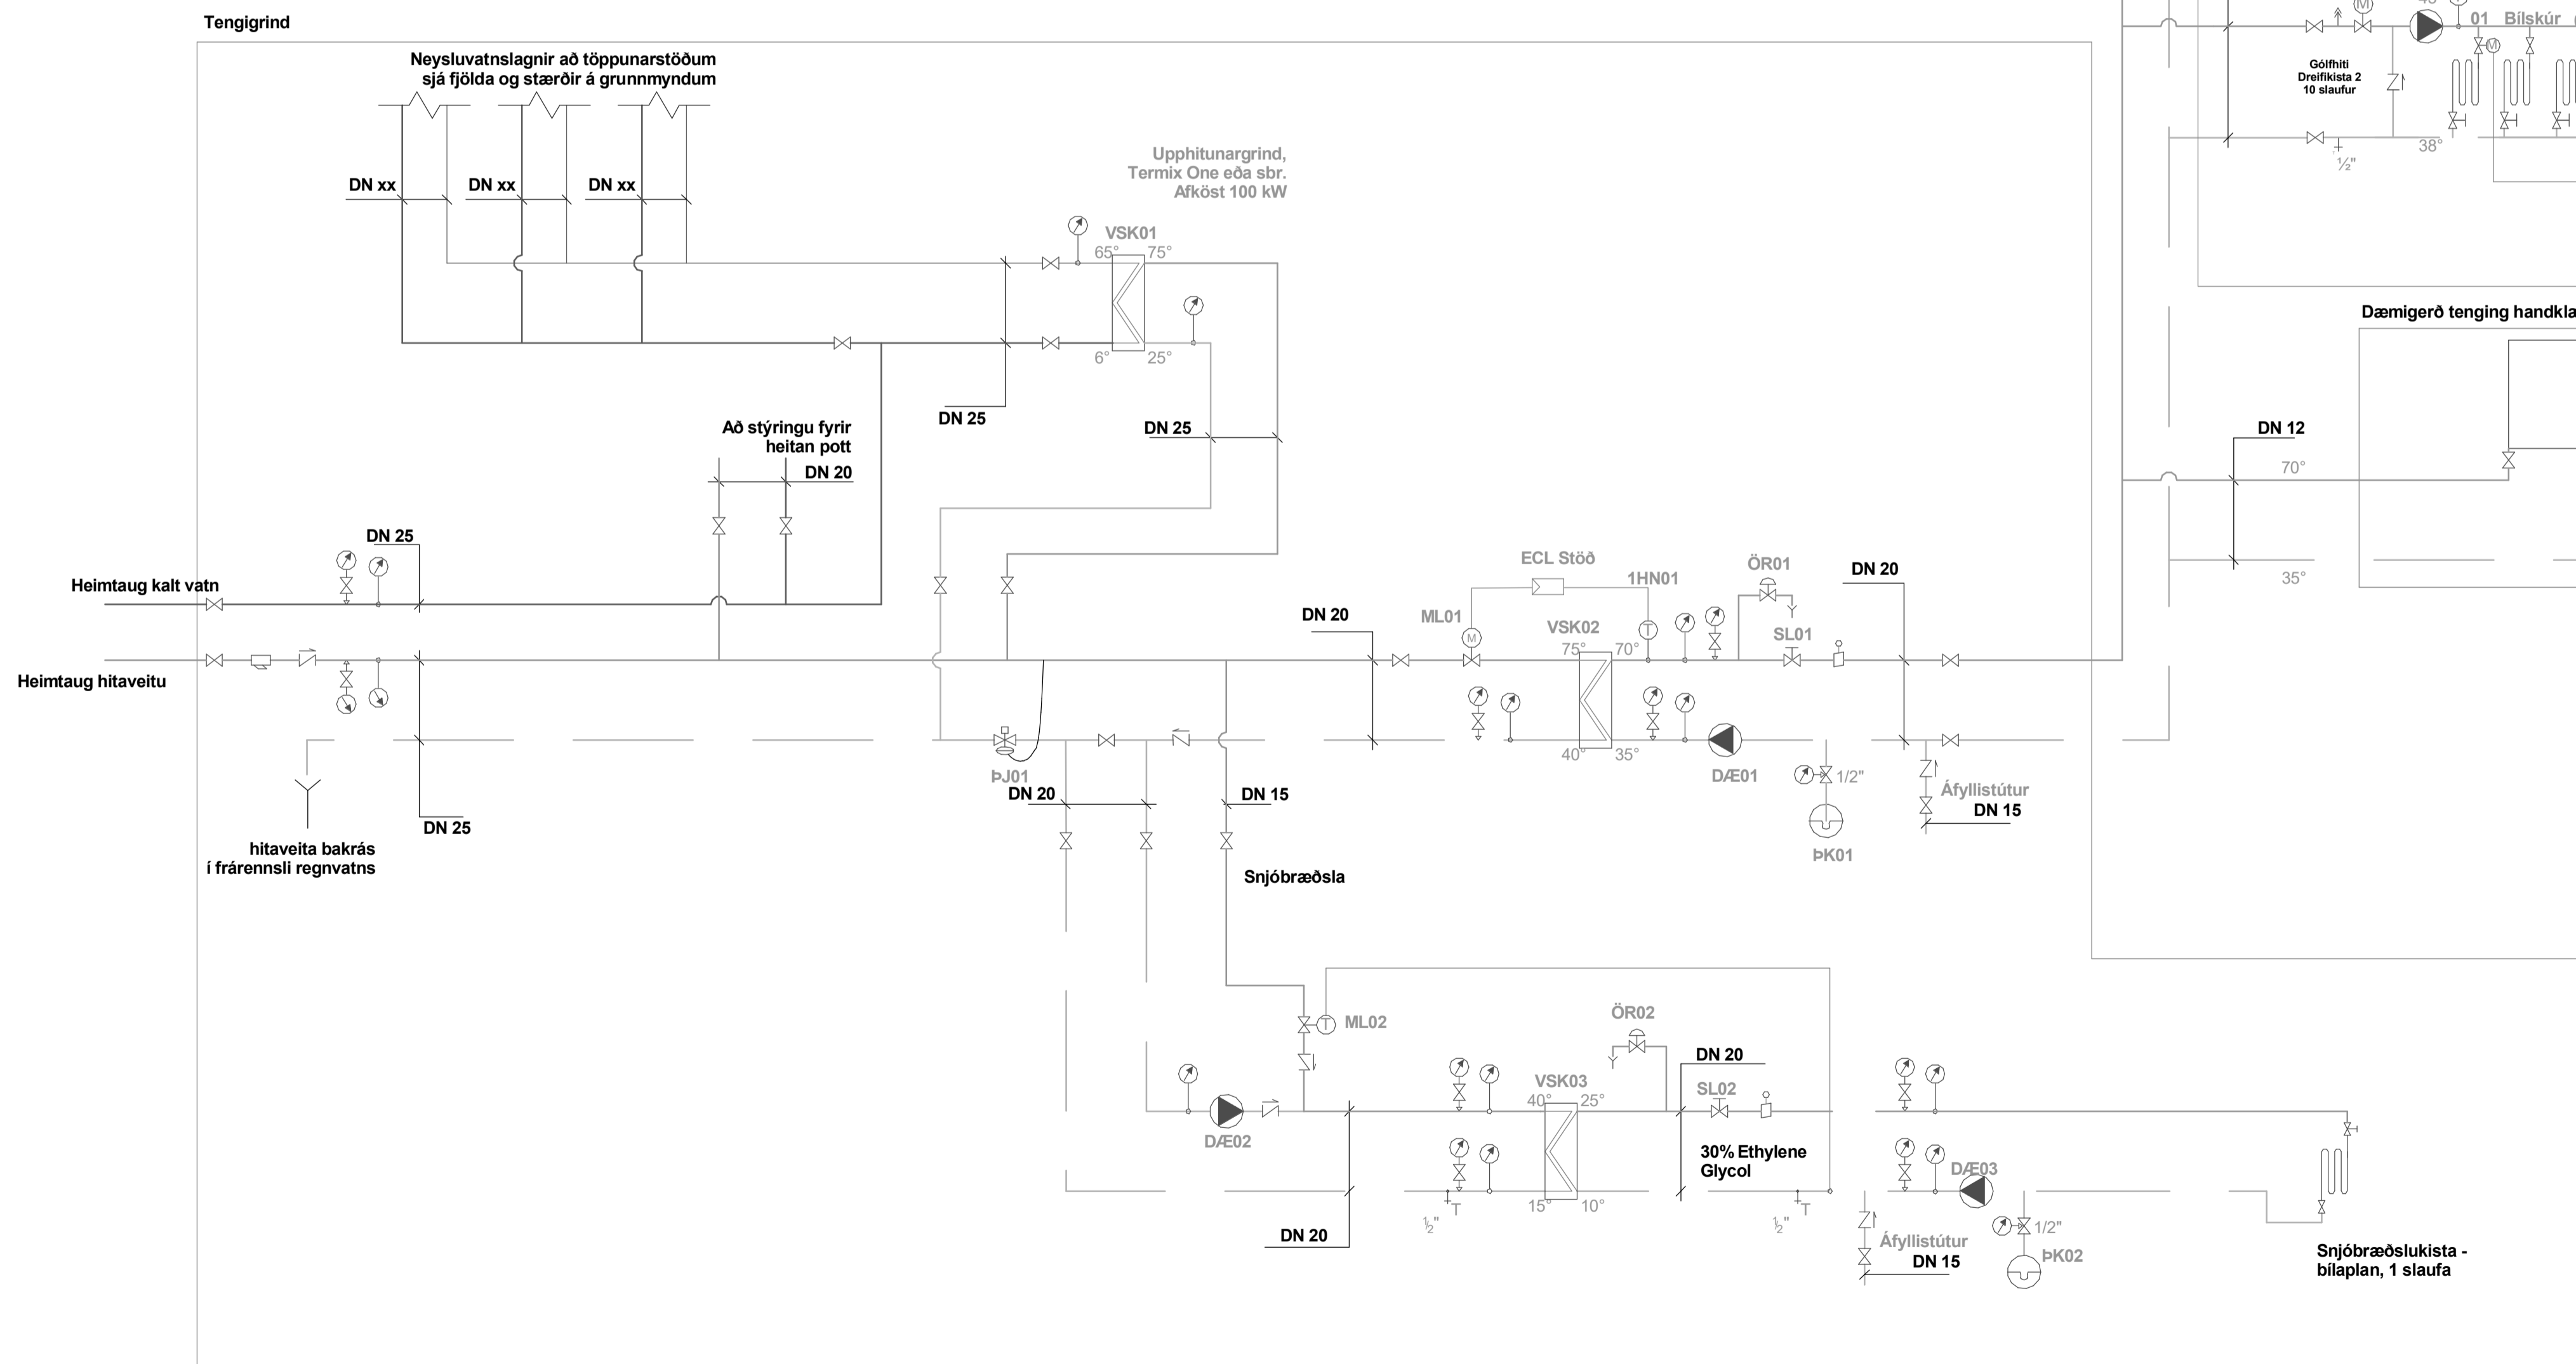 Tengigrind
Neysluvatnslagnir að töppunarstöðum
sjá fjölda og stærðir á grunnmyndum
DN xx
DN xx
DN xx
Upphitunargrind,
Termix One eða sbr.
Afköst 100 kW
VSK01
65°
75°
6°
25°
DN 25
DN 25
Að stýringu fyrir
heitan pott
DN 20
DN 25
Heimtaug kalt vatn
Heimtaug hitaveitu
DN 25
hitaveita bakrás
í frárennsli regnvatns
ÞJ01
DN 20
DN 15
Snjóbræðsla
DN 20
ECL Stöð
ML01
M
1HN01
T
VSK02
75°
70°
40°
35°
ÖR01
SL01
DN 20
DÆ01
1/2"
ÞK01
Áfyllistútur
DN 15
01
Bílskúr
M
M
Gólfhiti
Dreifikista 2
10 slaufur
38°
½"
Dæmigerð tenging
DN 12
70°
35°
T
ML02
DÆ02
DN 20
VSK03
40°
25°
15°
10°
ÖR02
DN 20
SL02
30% Ethylene
Glycol
½"
T
½"
T
DÆ03
Áfyllistútur
DN 15
1/2"
ÞK02
Snjóbræðslukista -
bílaplan, 1 slaufa